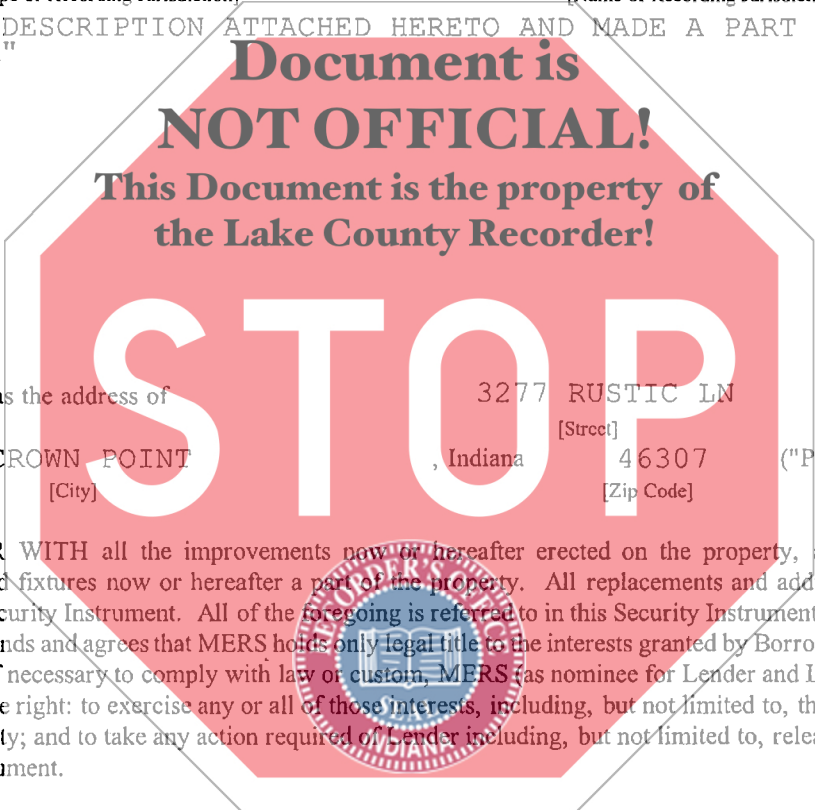 DESCRIPTION ATTACHED HERETO AND MADE A PART
"
Document is
NOT OFFICIAL!
This Document is the property of
the Lake County Recorder!
STOP
as the address of 3277 RUSTIC LN
[Street]
CROWN POINT , Indiana 46307 ("P
[City] [Zip Code]
R WITH all the improvements now or hereafter erected on the property,
d fixtures now or hereafter a part of the property. All replacements and add
curity Instrument. All of the foregoing is referred to in this Security Instrument
nds and agrees that MERS holds only legal title to the interests granted by Borro
f necessary to comply with law or custom, MERS (as nominee for Lender and L
e right: to exercise any or all of those interests, including, but not limited to, th
ty; and to take any action required of Lender including, but not limited to, relea
ument.
RECORDER'S OFFICE
SEAL
INDIANA